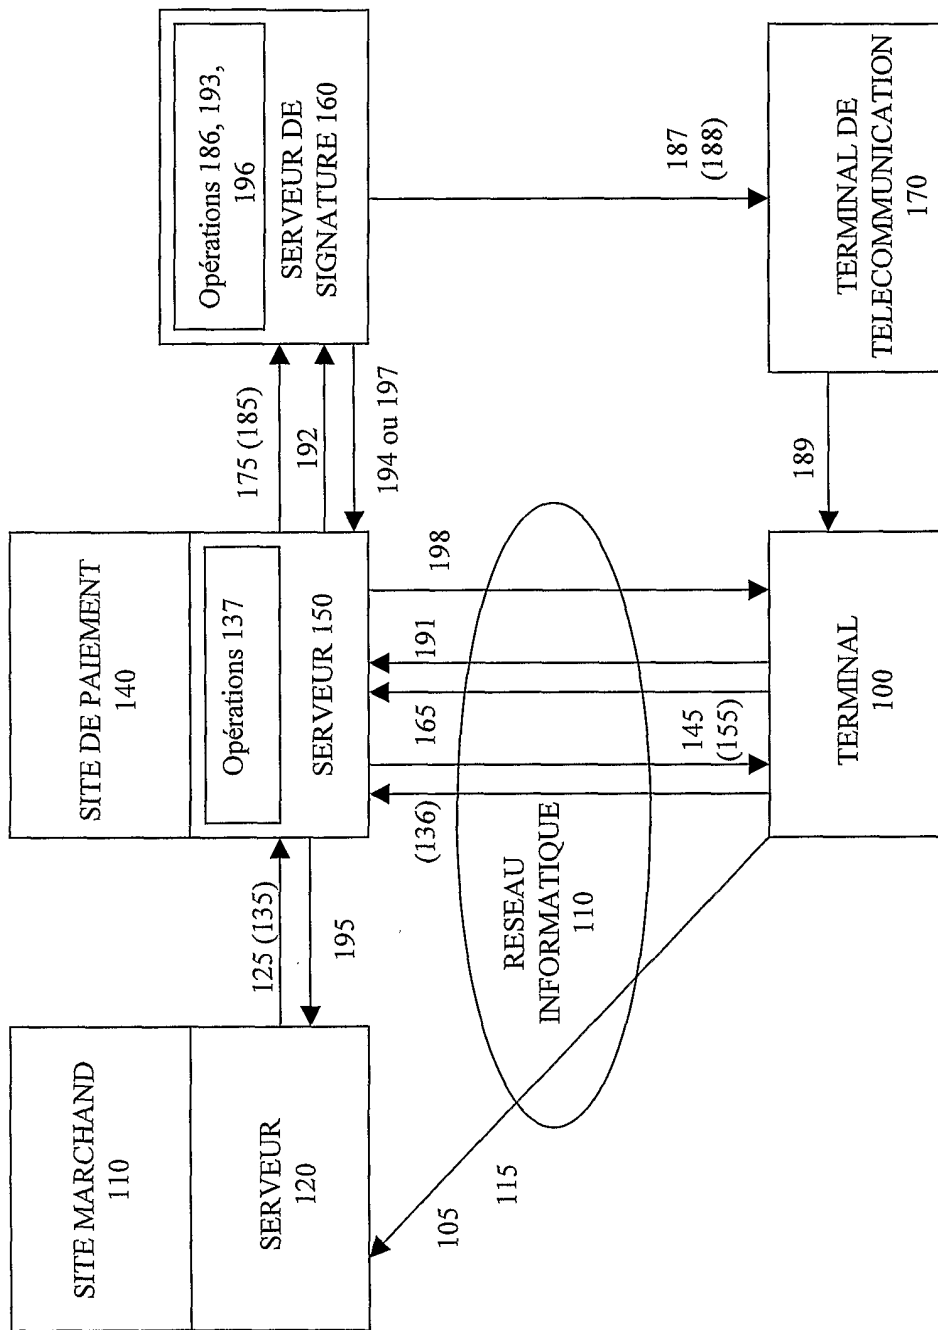 SITE MARCHAND
110
SERVEUR
120
125 (135)
195
SITE DE PAIEMENT
140
Opérations 137
SERVEUR 150
175 (185)
192
194 ou 197
Opérations 186, 193,
196
SERVEUR DE
SIGNATURE 160
105
115
RESEAU
INFORMATIQUE
110
(136)
145
(155)
165
191
198
187
(188)
TERMINAL
100
189
TERMINAL DE
TELECOMMUNICATION
170